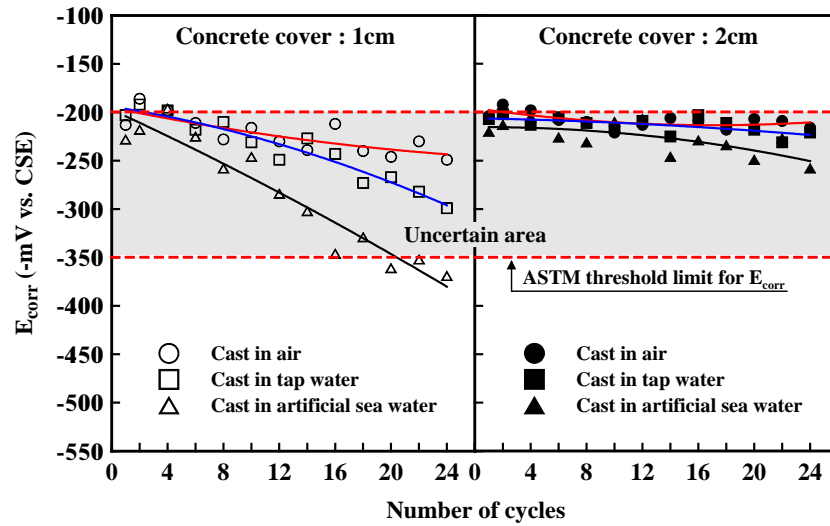 Concrete cover : 1cm
Concrete cover : 2cm
-100
-150
-200
-250
-300
-350
-400
-450
-500
-550
E_corr (-mV vs. CSE)
Uncertain area
ASTM threshold limit for E_corr
Cast in air
Cast in tap water
Cast in artificial sea water
Cast in air
Cast in tap water
Cast in artificial sea water
0 4 8 12 16 20 24
0 4 8 12 16 20 24
Number of cycles